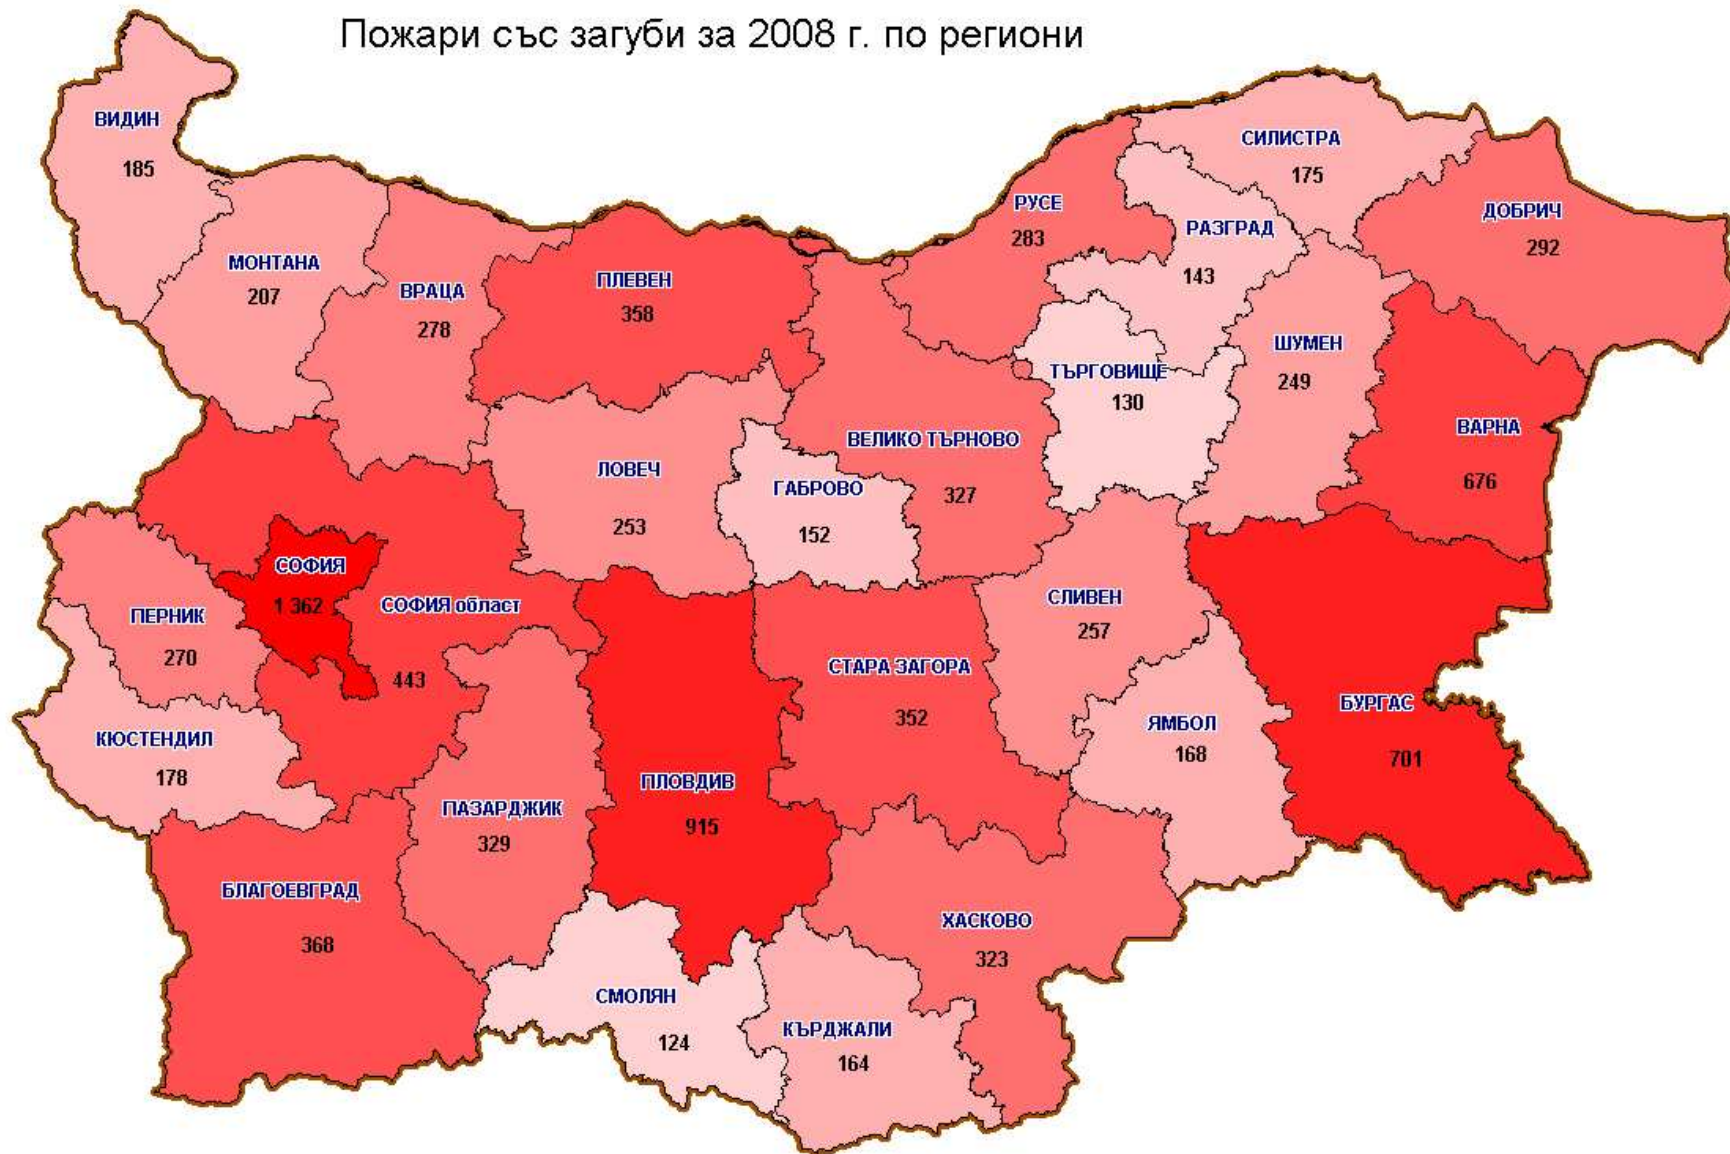 Пожари със загуби за 2008 г. по региони
ВИДИН
185
МОНТАНА
207
ВРАЦА
278
ПЛЕВЕН
358
РУСЕ
283
СИЛИСТРА
175
РАЗГРАД
143
ДОБРИЧ
292
ТЪРГОВИЩЕ
130
ШУМЕН
249
ВАРНА
676
ЛОВЕЧ
253
ГАБРОВО
152
ВЕЛИКО ТЪРНОВО
327
СОФИЯ
1 362
СОФИЯ област
443
ПЕРНИК
270
КЮСТЕНДИЛ
178
СЛИВЕН
257
СТАРА ЗАГОРА
352
ЯМБОЛ
168
БУРГАС
701
ПЛОВДИВ
915
ПАЗАРДЖИК
329
БЛАГОЕВГРАД
368
ХАСКОВО
323
СМОЛЯН
124
КЪРДЖАЛИ
164